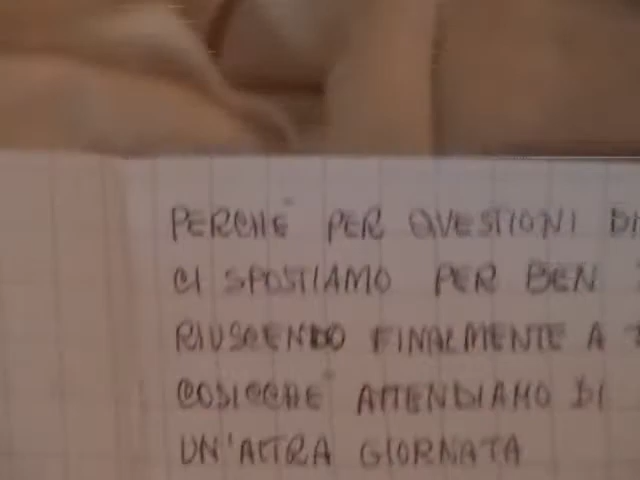 PERCHE' PER QUESTIONI DI
CI SPOSTIAMO PER BEN
RIUSCENDO FINALMENTE A
COSICCHE' ATTENDIAMO DI
UN'ALTRA GIORNATA